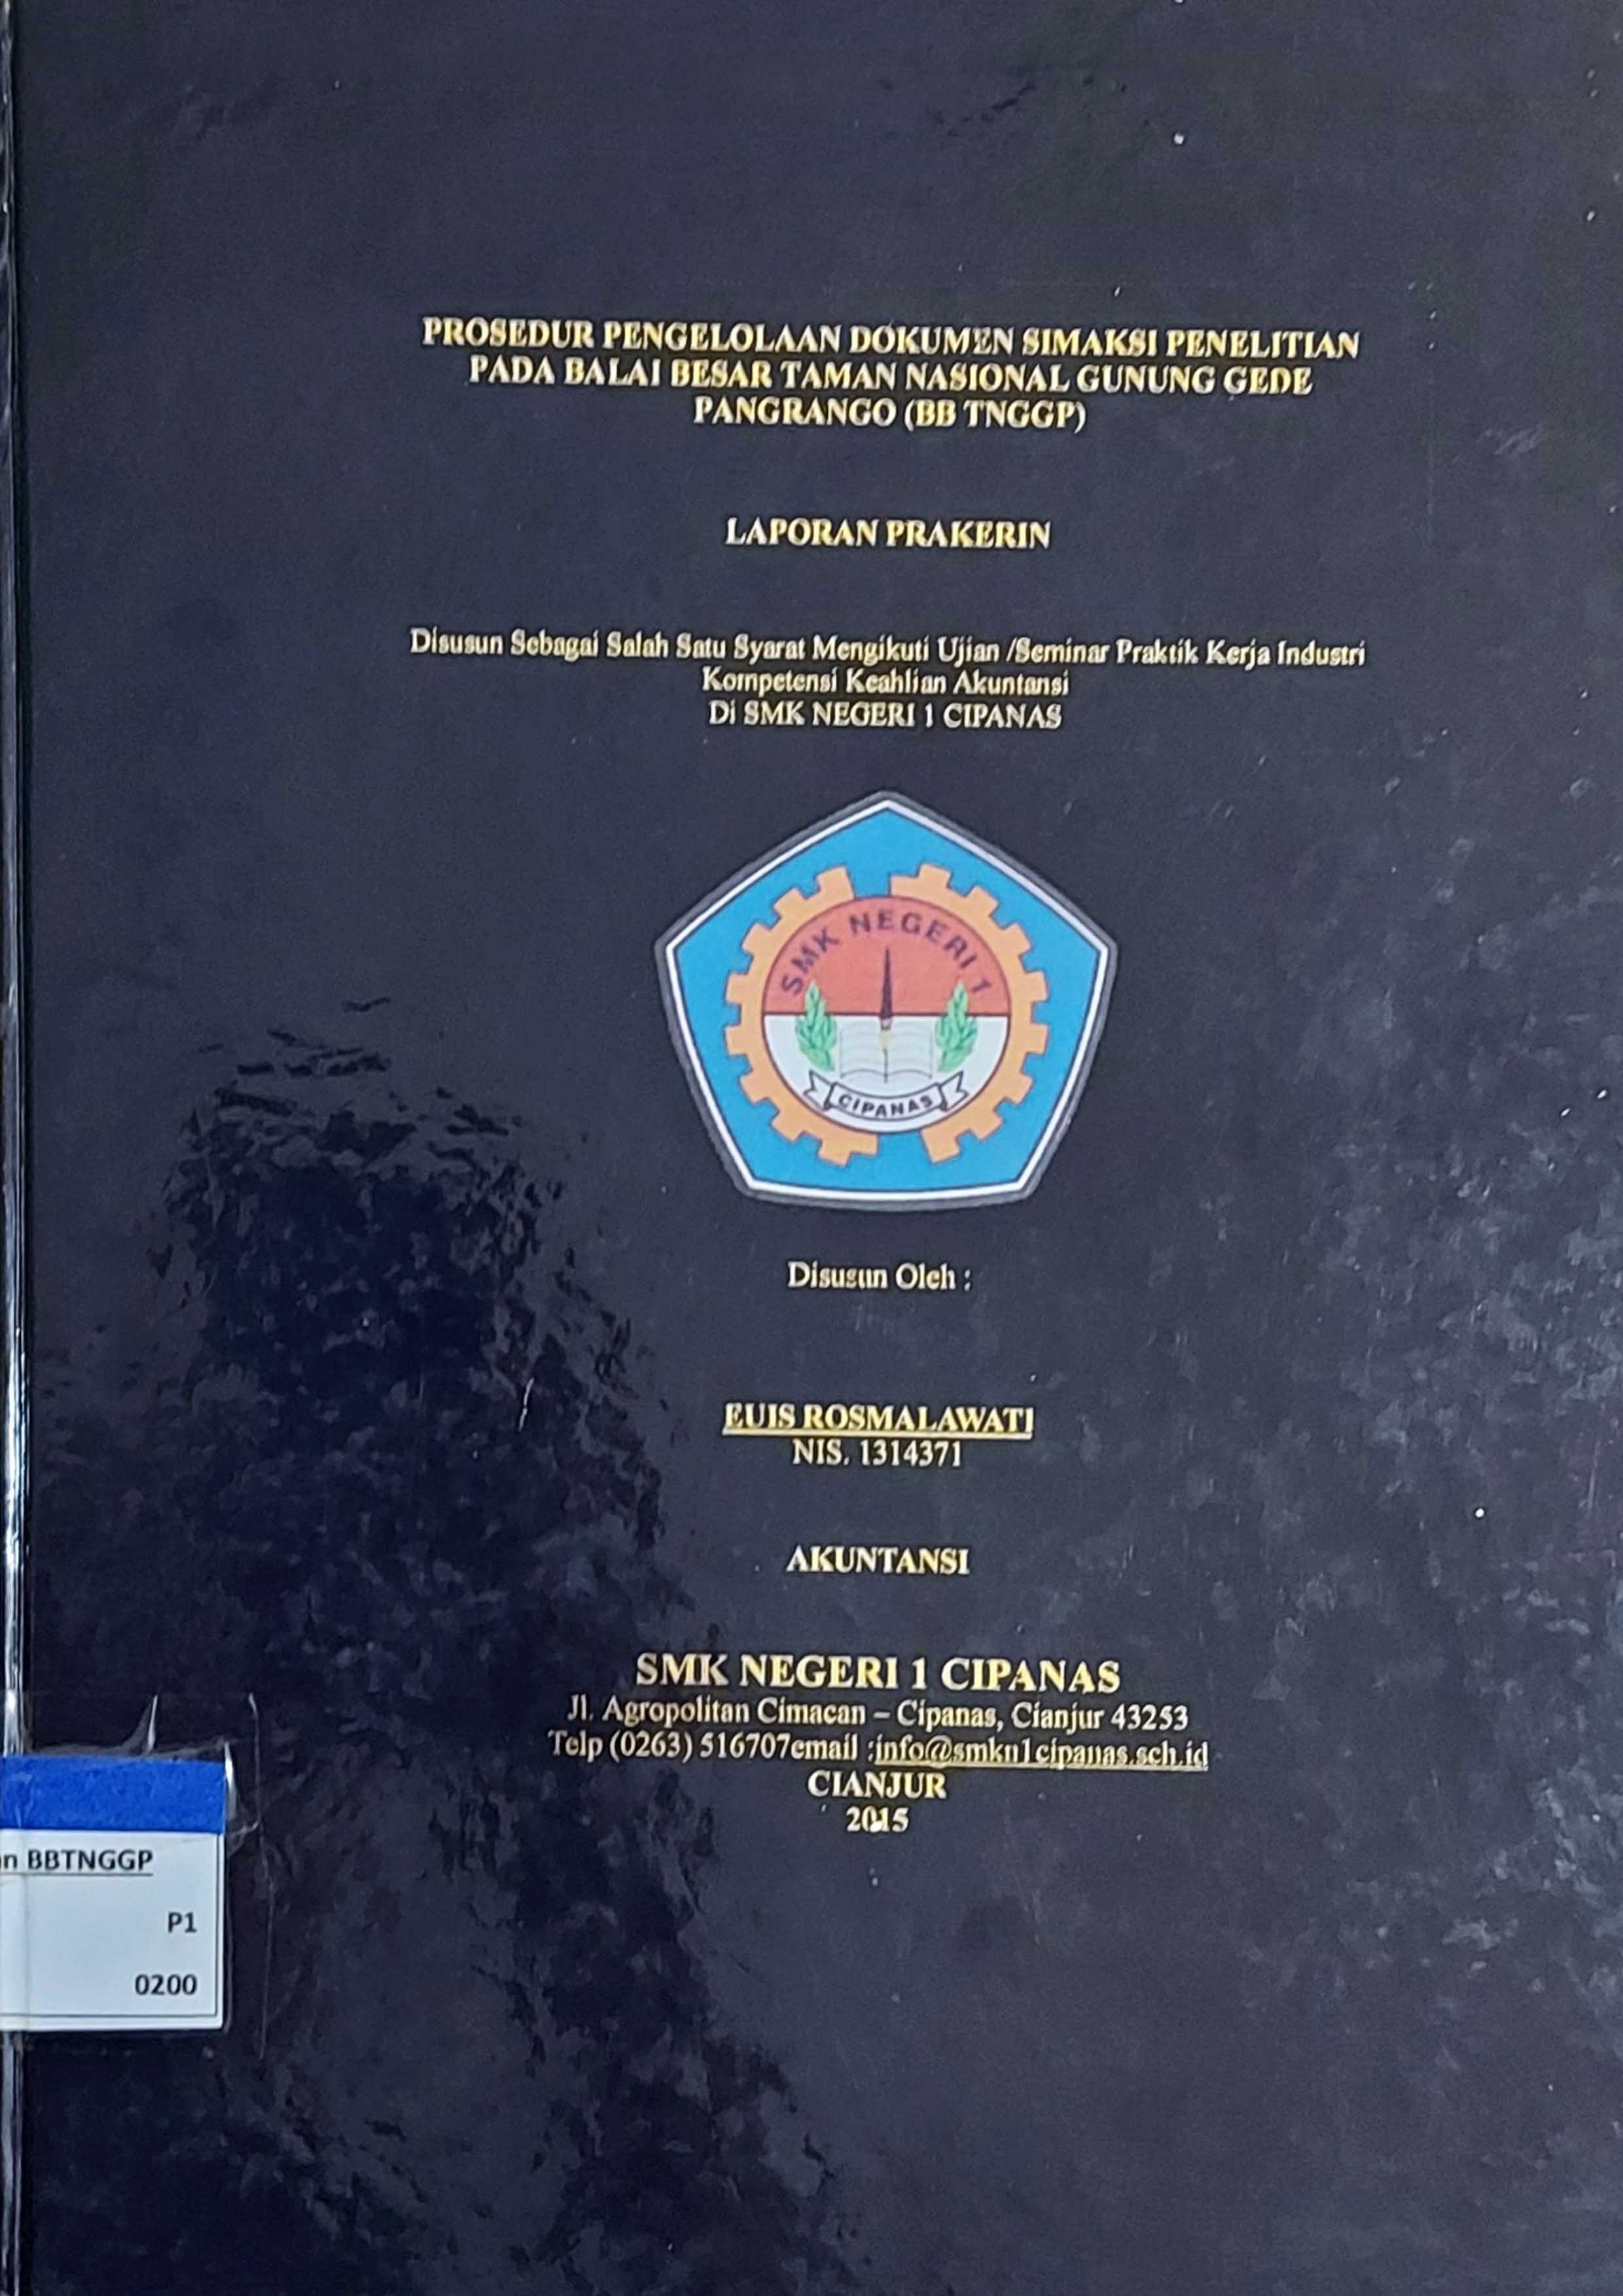 PROSEDUR PENGELOLAAN DOKUMEN SIMAKSI PENELITIAN
PADA BALAI BESAR TAMAN NASIONAL GUNUNG GEDE
PANGRANGO (BB TNGGP)
LAPORAN PRAKERIN
Disusun Sebagai Salah Satu Syarat Mengikuti Ujian /Seminar Praktik Kerja Industri
Kompetensi Keahlian Akuntansi
Di SMK NEGERI 1 CIPANAS
SMK NEGERI 1
CIPANAS
Disusun Oleh :
EUIS ROSMALAWATI
NIS. 1314371
AKUNTANSI
SMK NEGERI 1 CIPANAS
Jl. Agropolitan Cimacan – Cipanas, Cianjur 43253
Telp (0263) 516707email :info@smkn1cipanas.sch.id
CIANJUR
2015
BBTNGGP
P1
0200